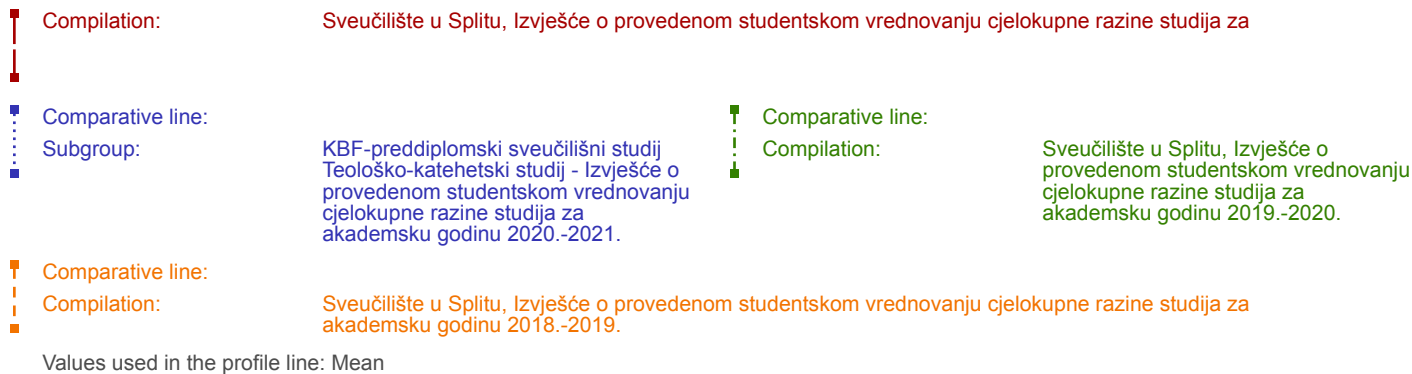 Compilation: Sveučilište u Splitu, Izvješće o provedenom studentskom vrednovanju cjelokupne razine studija za
Comparative line:
Subgroup: KBF-preddiplomski sveučilišni studij
Teološko-katehetski studij - Izvješće o
provedenom studentskom vrednovanju
cjelokupne razine studija za
akademsku godinu 2020.-2021.
Comparative line:
Compilation: Sveučilište u Splitu, Izvješće o
provedenom studentskom vrednovanju
cjelokupne razine studija za
akademsku godinu 2019.-2020.
Comparative line:
Compilation: Sveučilište u Splitu, Izvješće o provedenom studentskom vrednovanju cjelokupne razine studija za
akademsku godinu 2018.-2019.
Values used in the profile line: Mean